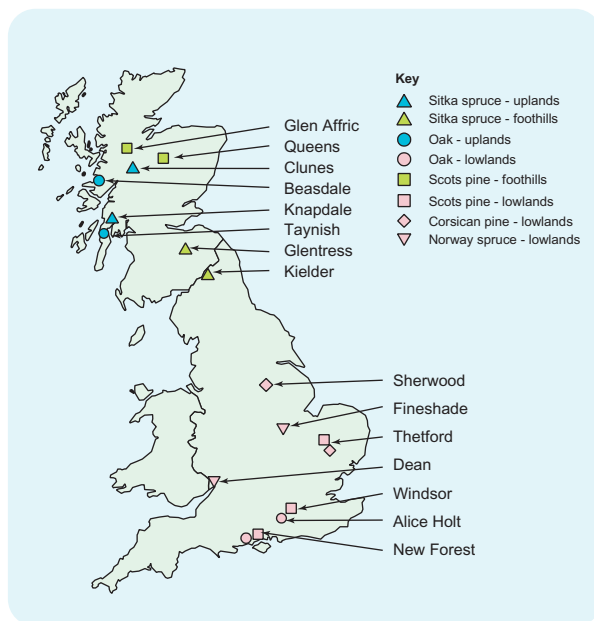 Key
Sitka spruce - uplands
Sitka spruce - foothills
Oak - uplands
Oak - lowlands
Scots pine - foothills
Scots pine - lowlands
Corsican pine - lowlands
Norway spruce - lowlands
Glen Affric
Queens
Clunes
Beasdale
Knapdale
Taynish
Glentress
Kielder
Sherwood
Fineshade
Thetford
Dean
Windsor
Alice Holt
New Forest